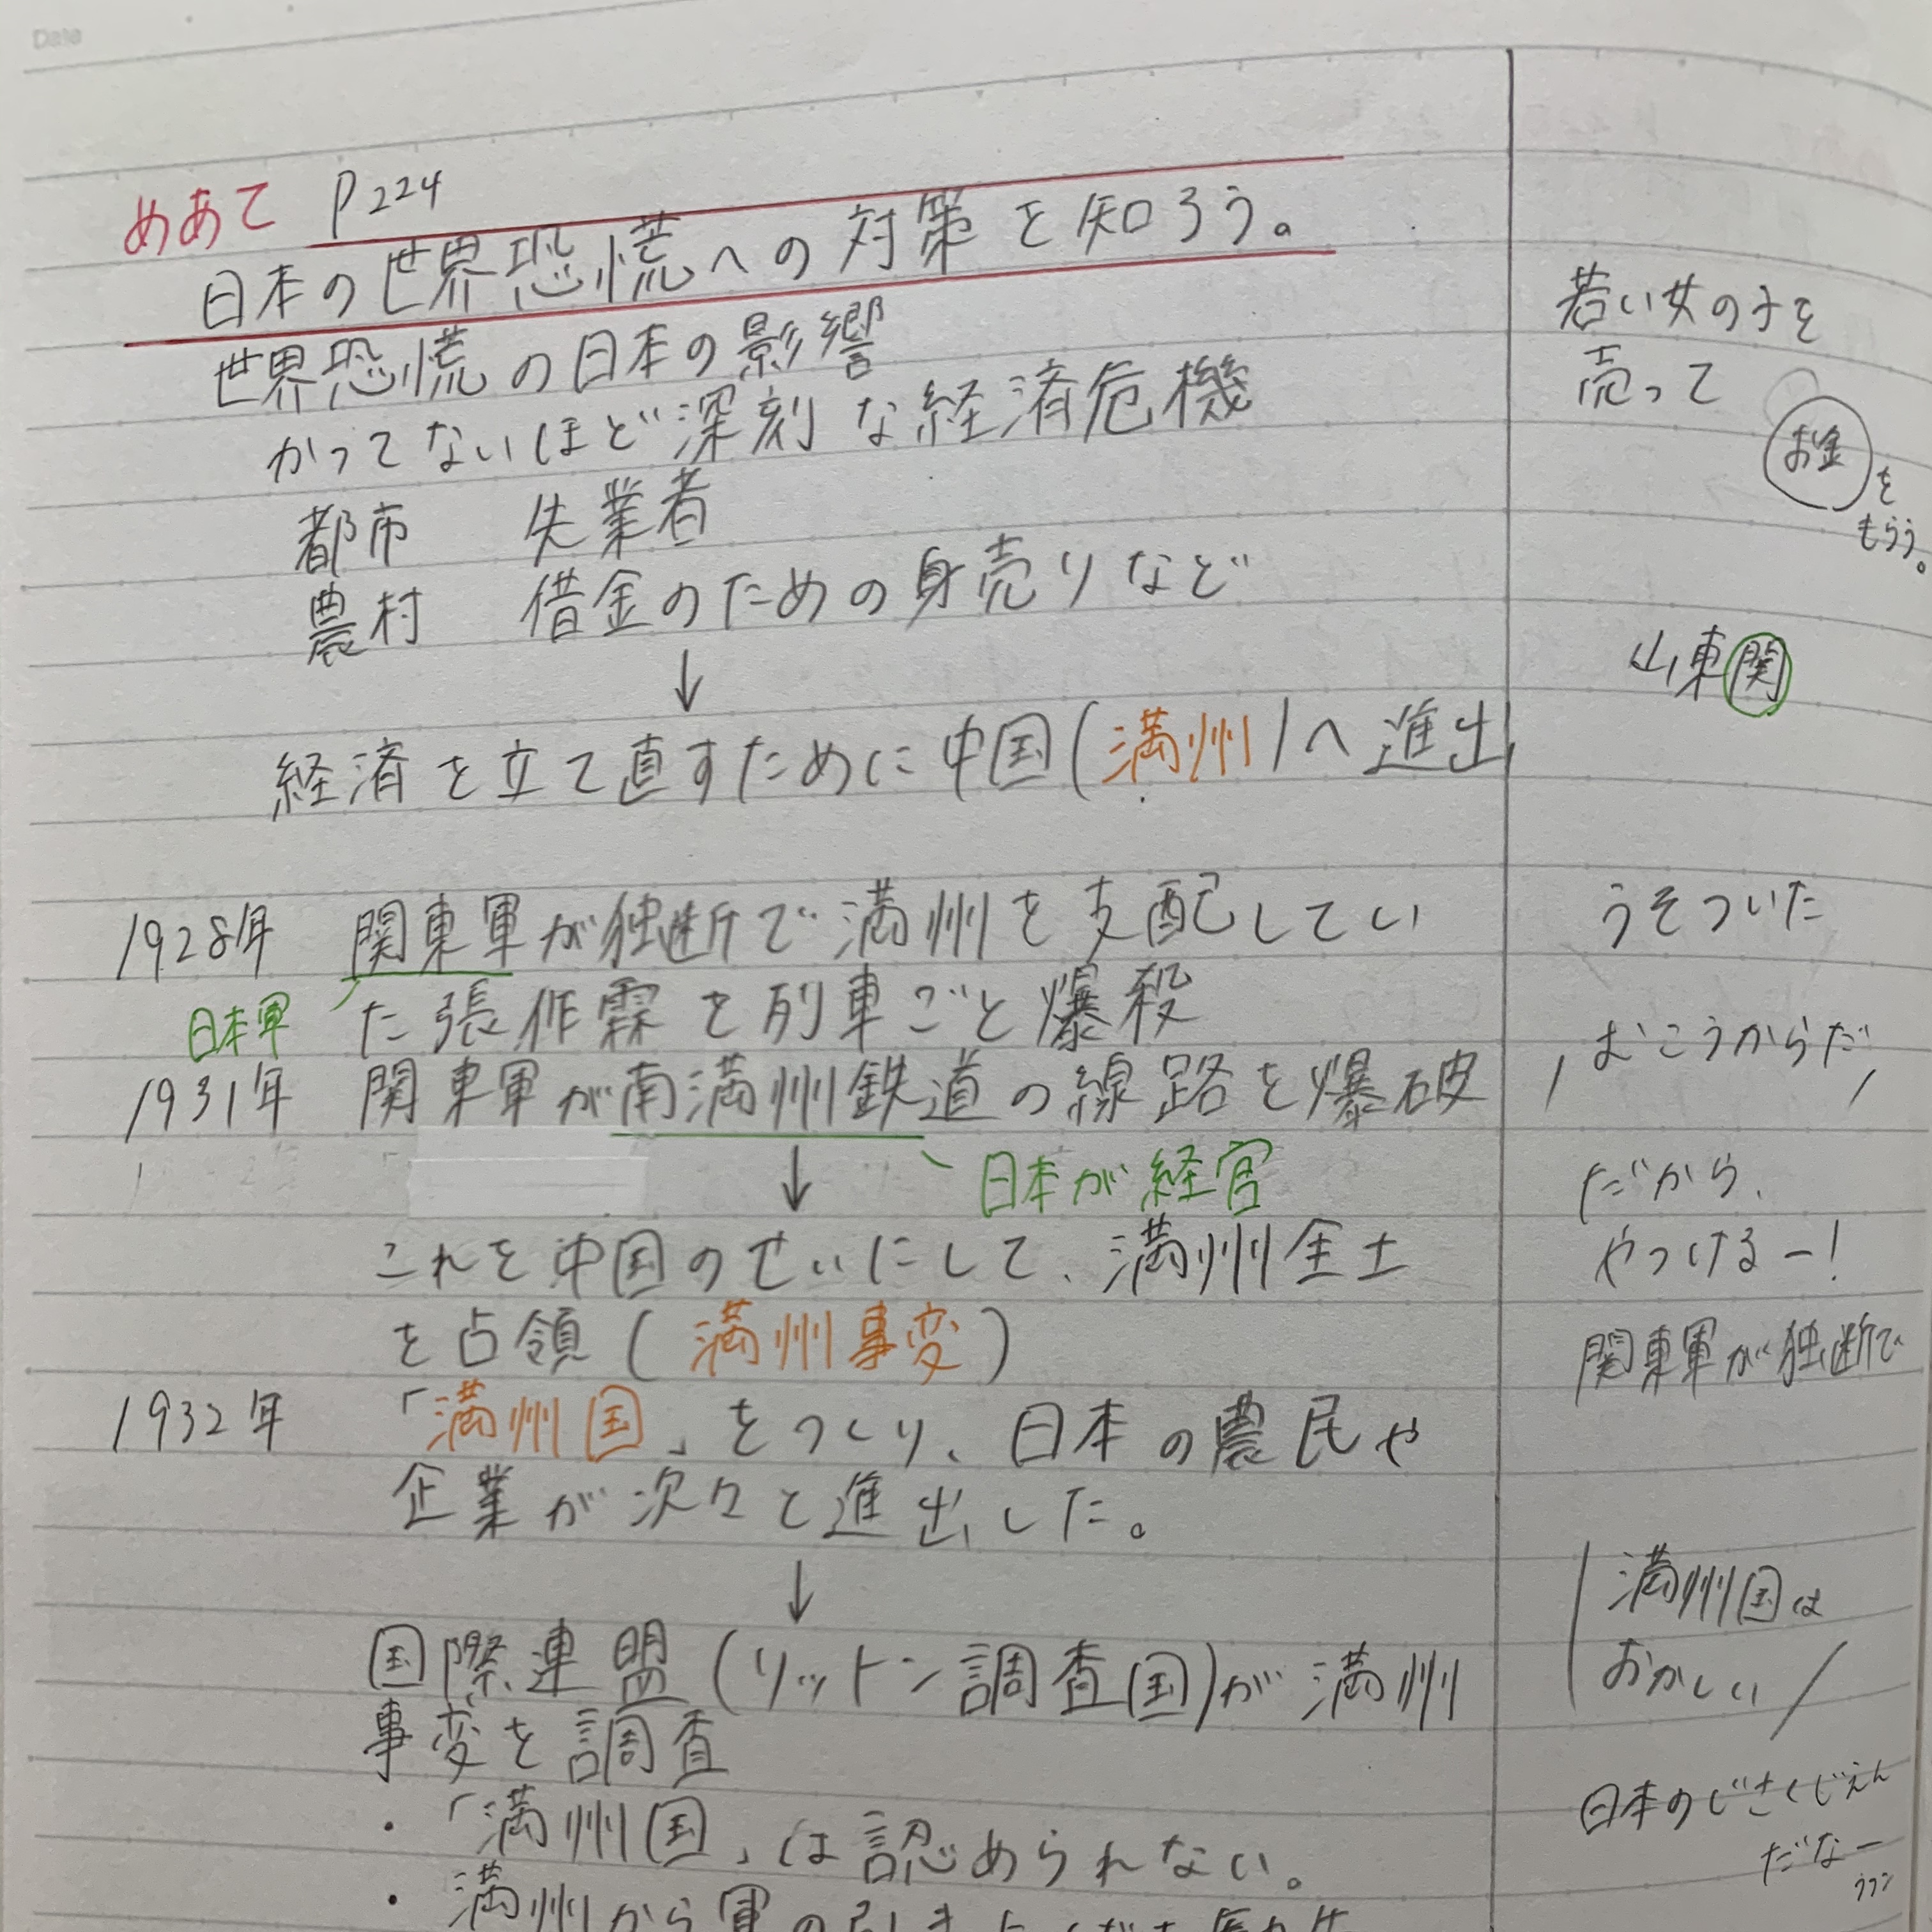 Date
めあて P224
日本の世界恐慌への対策を知ろう。
世界恐慌の日本の影響
かつてないほど深刻な経済危機
都市 失業者
農村 借金のための身売りなど
↓
経済を立て直すために中国(満州)へ進出
1928年 関東軍が独断で満州を支配してい
日本軍 た張作霖を列車ごと爆殺
1931年 関東軍が南満州鉄道の線路を爆破
↓ 日本が経官
これを中国のせいにして、満州全土
を占領(満州事変)
1932年 「満州国」をつくり、日本の農民や
企業が次々と進出した。
↓
国際連盟(リットン調査国)が満州
事変を調査
・「満州国」は認められない。
・満州から軍の引き
若い女の子を
売って
お金を
もらう。
山東関
うそついた
むこうからだ
だから、
やっつけるー!
関東軍が独断で
満州国は
おかしい
日本のじさくじえん
だなー
ウウン